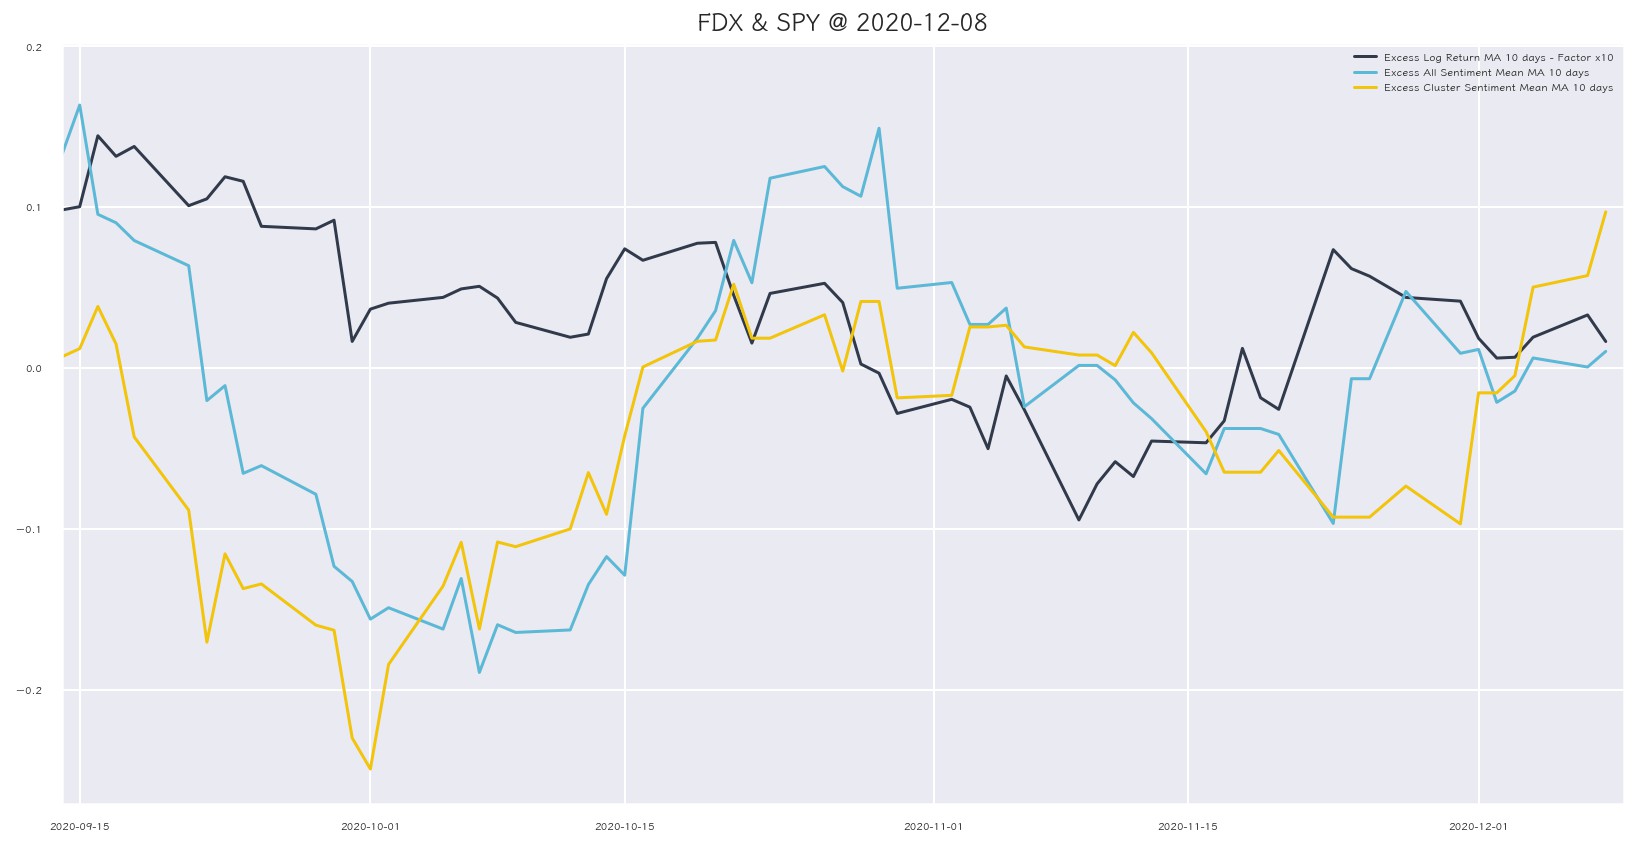 FDX & SPY @ 2020-12-08
0.2
Excess Log Return MA 10 days - Factor x10
Excess All Sentiment Mean MA 10 days
Excess Cluster Sentiment Mean MA 10 days
0.1
0.0
−0.1
−0.2
2020-09-15 2020-10-01 2020-10-15 2020-11-01 2020-11-15 2020-12-01